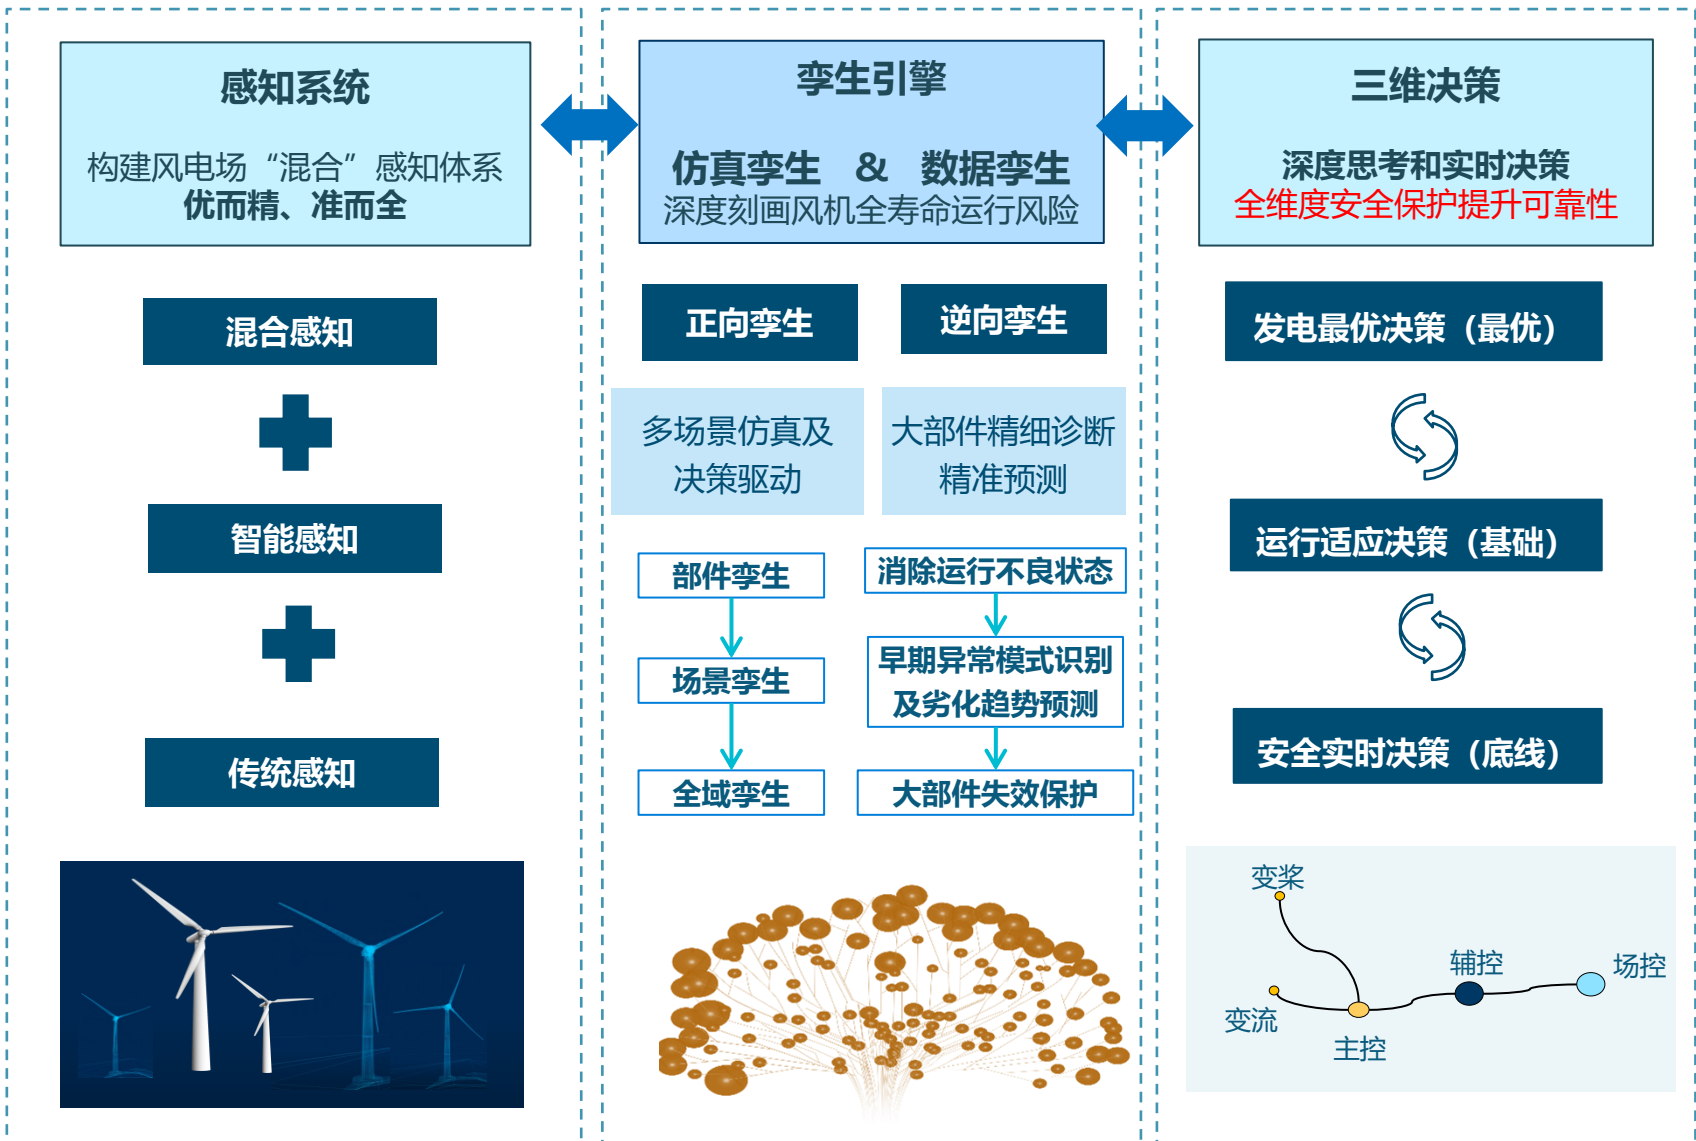 感知系统
构建风电场“混合”感知体系
优而精、准而全
混合感知
智能感知
传统感知
孪生引擎
仿真孪生 & 数据孪生
深度刻画风机全寿命运行风险
正向孪生
逆向孪生
多场景仿真及
决策驱动
大部件精细诊断
精准预测
部件孪生
场景孪生
全域孪生
消除运行不良状态
早期异常模式识别
及劣化趋势预测
大部件失效保护
三维决策
深度思考和实时决策
全维度安全保护提升可靠性
发电最优决策（最优）
运行适应决策（基础）
安全实时决策（底线）
变桨
辅控
场控
变流
主控